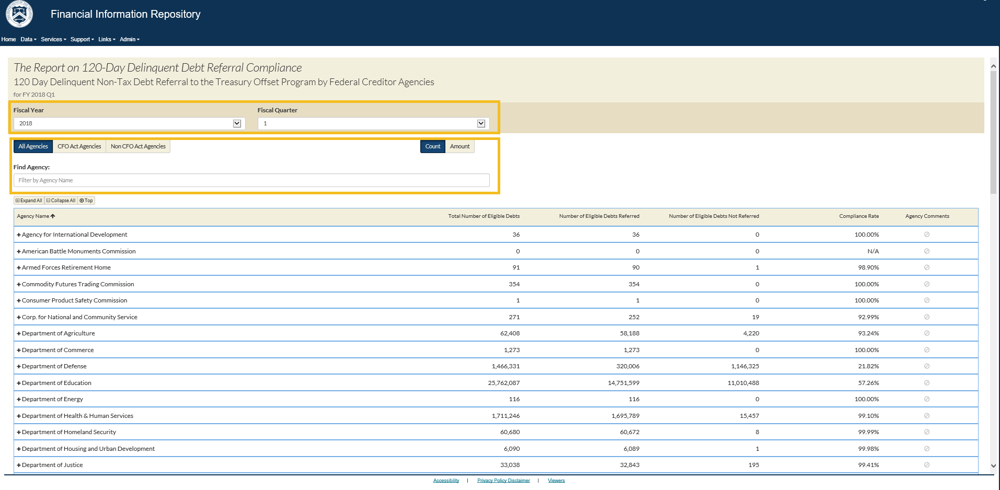 Financial Information Repository
Home Data Services Support Links Admin
The Report on 120-Day Delinquent Debt Referral Compliance
120 Day Delinquent Non-Tax Debt Referral to the Treasury Offset Program by Federal Creditor Agencies
for FY 2018 Q1
Fiscal Year Fiscal Quarter
2018 1
All Agencies CFO Act Agencies Non CFO Act Agencies Count Amount
Find Agency:
Filter by Agency Name
Expand All Collapse All Top
Agency Name Total Number of Eligible Debts Number of Eligible Debts Referred Number of Eligible Debts Not Referred Compliance Rate Agency Comments
Agency for International Development 36 36 0 100.00%
American Battle Monuments Commission 0 0 0 N/A
Armed Forces Retirement Home 91 90 1 98.90%
Commodity Futures Trading Commission 354 354 0 100.00%
Consumer Product Safety Commission 1 1 0 100.00%
Corp. for National and Community Service 271 252 19 92.99%
Department of Agriculture 62,408 58,188 4,220 93.24%
Department of Commerce 1,273 1,273 0 100.00%
Department of Defense 1,466,331 320,006 1,146,325 21.82%
Department of Education 25,762,087 14,751,599 11,010,488 57.26%
Department of Energy 116 116 0 100.00%
Department of Health & Human Services 1,711,246 1,695,789 15,457 99.10%
Department of Homeland Security 60,680 60,672 8 99.99%
Department of Housing and Urban Development 6,090 6,089 1 99.98%
Department of Justice 33,038 32,843 195 99.41%
Accessibility | Privacy Policy Disclaimer | Viewers